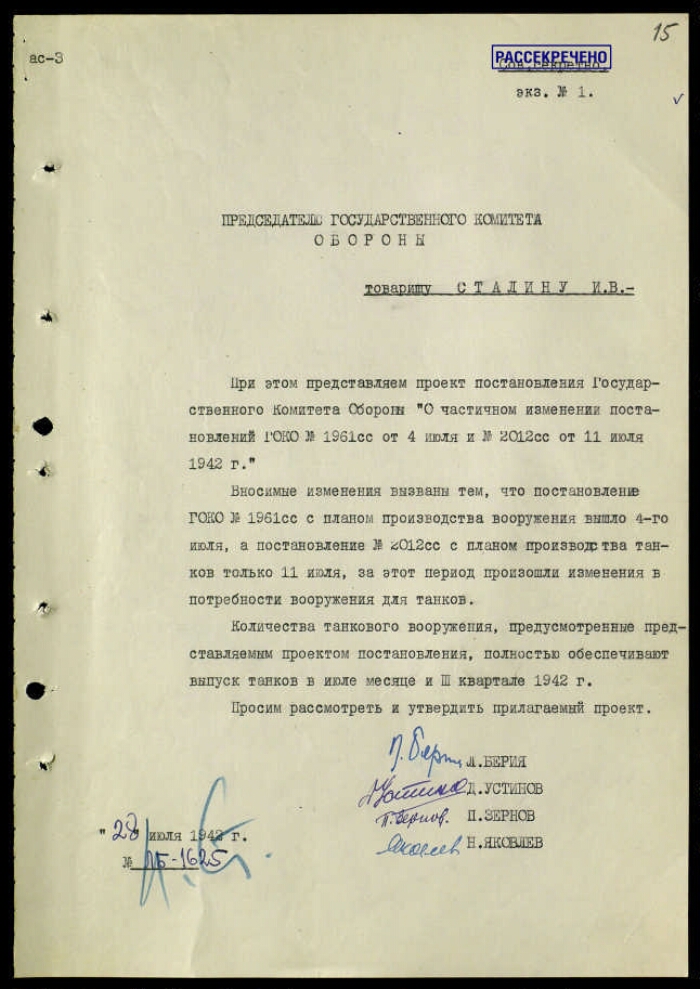 15
ас-3
РАССЕКРЕЧЕНО
Сов.секретно.
экз. № 1.
ПРЕДСЕДАТЕЛЮ ГОСУДАРСТВЕННОГО КОМИТЕТА
О Б О Р О Н Ы
товарищу С Т А Л И Н У И.В.-
При этом представляем проект постановления Государ-
ственного Комитета Обороны "О частичном изменении поста-
новлений ГОКО № 1961сс от 4 июля и № 2012сс от 11 июля
1942 г."
Вносимые изменения вызваны тем, что постановление
ГОКО № 1961сс с планом производства вооружения вышло 4-го
июля, а постановление № 2012сс с планом производства тан-
ков только 11 июля, за этот период произошли изменения в
потребности вооружения для танков.
Количества танкового вооружения, предусмотренные пред-
ставляемым проектом постановления, полностью обеспечивают
выпуск танков в июле месяце и III квартале 1942 г.
Просим рассмотреть и утвердить прилагаемый проект.
Л.БЕРИЯ
Д.УСТИНОВ
П.Зернов. П.ЗЕРНОВ
Яковлев Н.ЯКОВЛЕВ
"28" июля 1942 г.
№ ЛБ-1625